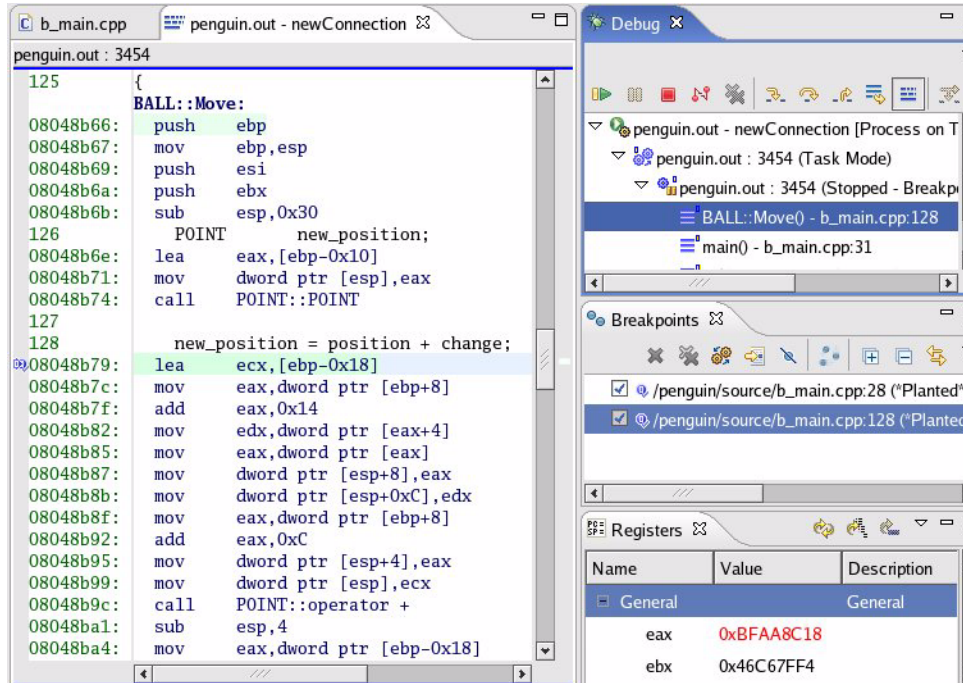 b_main.cpp
penguin.out - newConnection
penguin.out : 3454
125 {
BALL::Move:
08048b66: push ebp
08048b67: mov ebp,esp
08048b69: push esi
08048b6a: push ebx
08048b6b: sub esp,0x30
126 POINT new_position;
08048b6e: lea eax,[ebp-0x10]
08048b71: mov dword ptr [esp],eax
08048b74: call POINT::POINT
127
128 new_position = position + change;
08048b79: lea ecx,[ebp-0x18]
08048b7c: mov eax,dword ptr [ebp+8]
08048b7f: add eax,0x14
08048b82: mov edx,dword ptr [eax+4]
08048b85: mov eax,dword ptr [eax]
08048b87: mov dword ptr [esp+8],eax
08048b8b: mov dword ptr [esp+0xC],edx
08048b8f: mov eax,dword ptr [ebp+8]
08048b92: add eax,0xC
08048b95: mov dword ptr [esp+4],eax
08048b99: mov dword ptr [esp],ecx
08048b9c: call POINT::operator +
08048ba1: sub esp,4
08048ba4: mov eax,dword ptr [ebp-0x18]
Debug
penguin.out - newConnection [Process on T
penguin.out : 3454 (Task Mode)
penguin.out : 3454 (Stopped - Breakp
BALL::Move() - b_main.cpp:128
main() - b_main.cpp:31
Breakpoints
/penguin/source/b_main.cpp:28 (*Planted*
/penguin/source/b_main.cpp:128 (*Planted
Registers
Name Value Description
General General
eax 0xBFAA8C18
ebx 0x46C67FF4